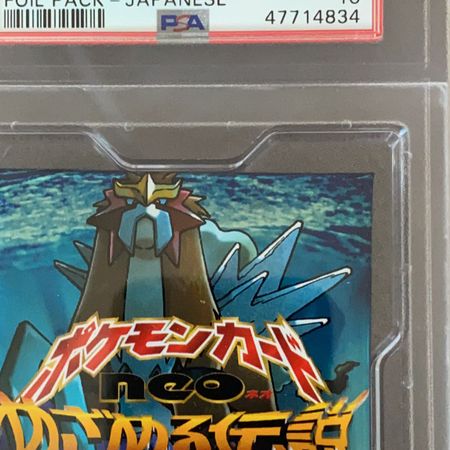 FOIL PACK – JAPANESE 10
PSA 47714834
ポケモンカード
neo ネオ
めざめる伝説